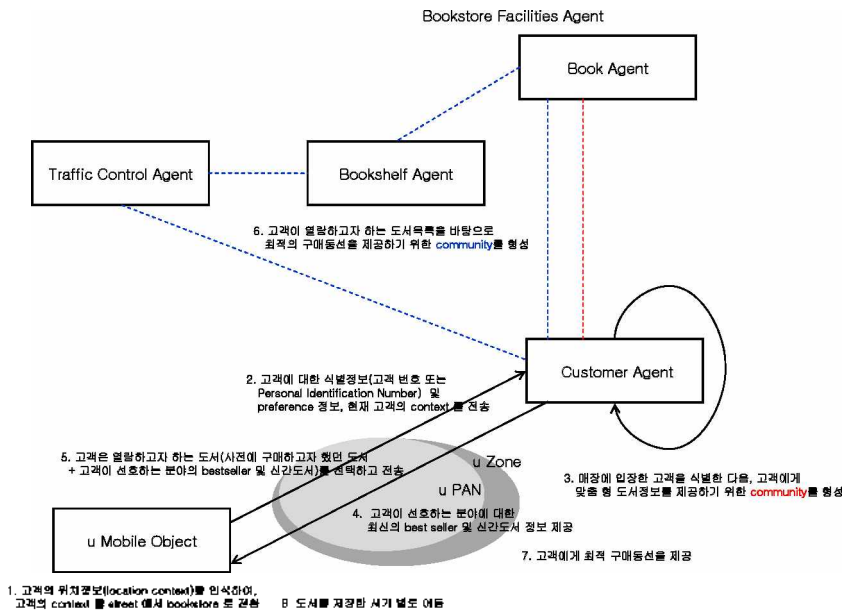 Bookstore Facilities Agent
Book Agent
Traffic Control Agent
Bookshelf Agent
6. 고객이 열람하고자 하는 도서목록을 바탕으로
최적의 구매동선을 제공하기 위한 community를 형성
Customer Agent
2. 고객에 대한 식별정보(고객 번호 또는
Personal Identification Number) 및
preference 정보, 현재 고객의 context 를 전송
5. 고객은 열람하고자 하는 도서(사전에 구매하고자 했던 도서
+ 고객이 선호하는 분야의 bestseller 및 신간도서)를 선택하고 전송
u Zone
u PAN
3. 매장에 입장한 고객을 식별한 다음, 고객에게
맞춤 형 도서정보를 제공하기 위한 community를 형성
4. 고객이 선호하는 분야에 대한
최신의 best seller 및 신간도서 정보 제공
u Mobile Object
7. 고객에게 최적 구매동선을 제공
1. 고객의 위치정보(location context)를 인식하여,
고객의 context 를 street 에서 bookstore 로 전환
8 도서를 저장한 서가 별로